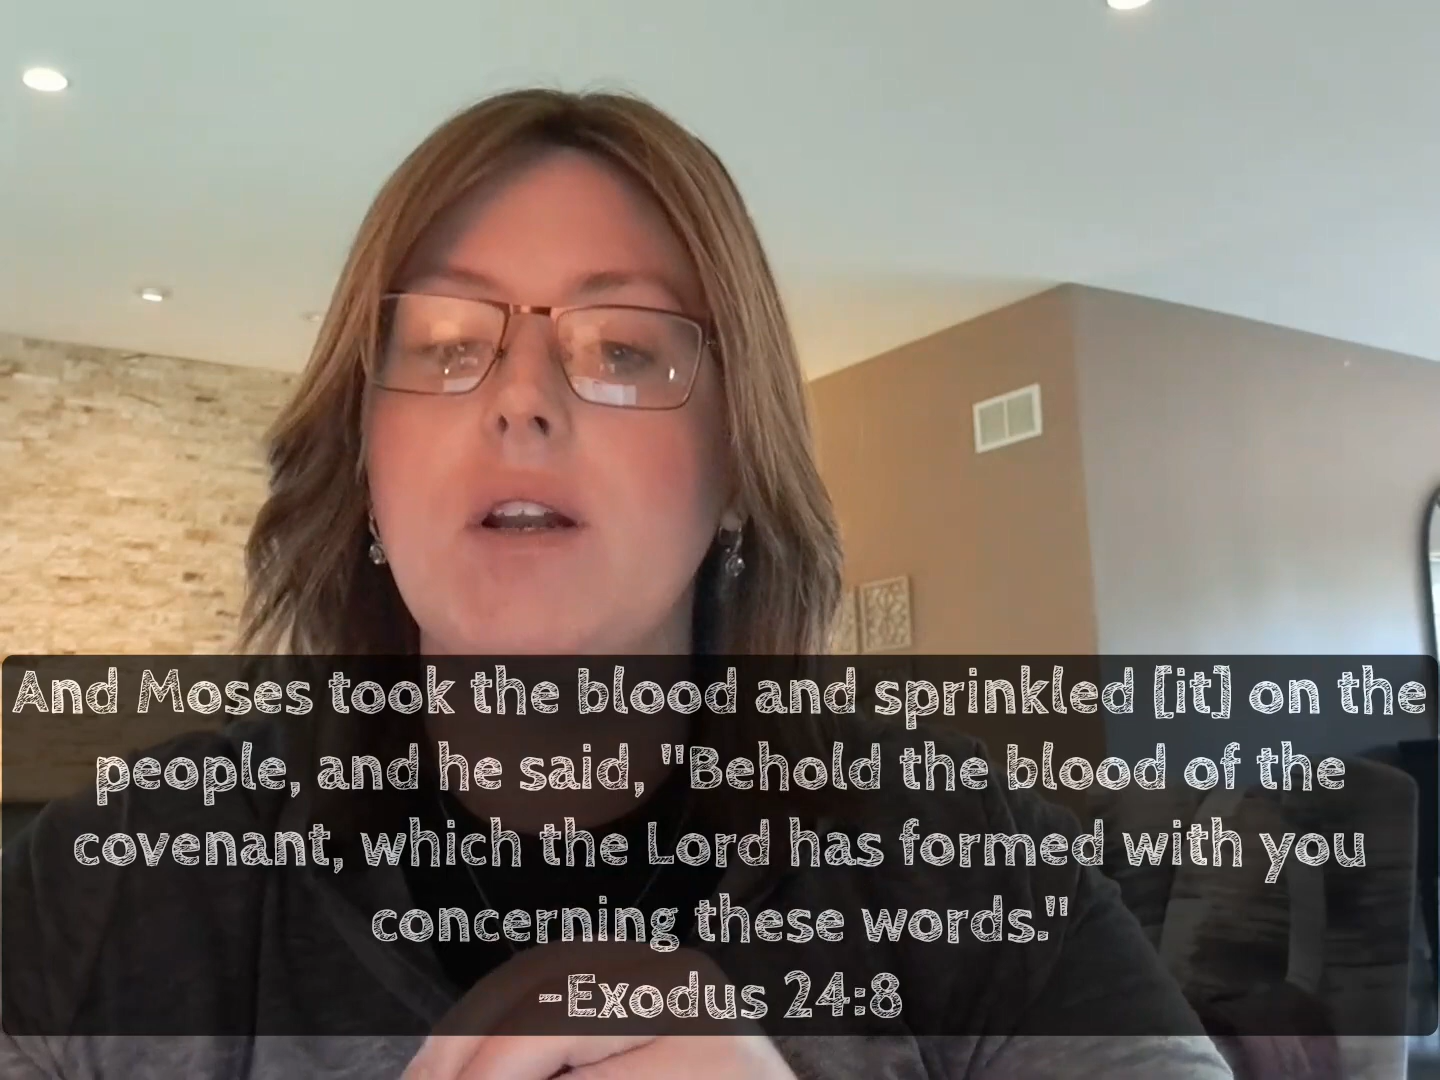 And Moses took the blood and sprinkled [it] on the
people, and he said, "Behold the blood of the
covenant, which the Lord has formed with you
concerning these words."
-Exodus 24:8